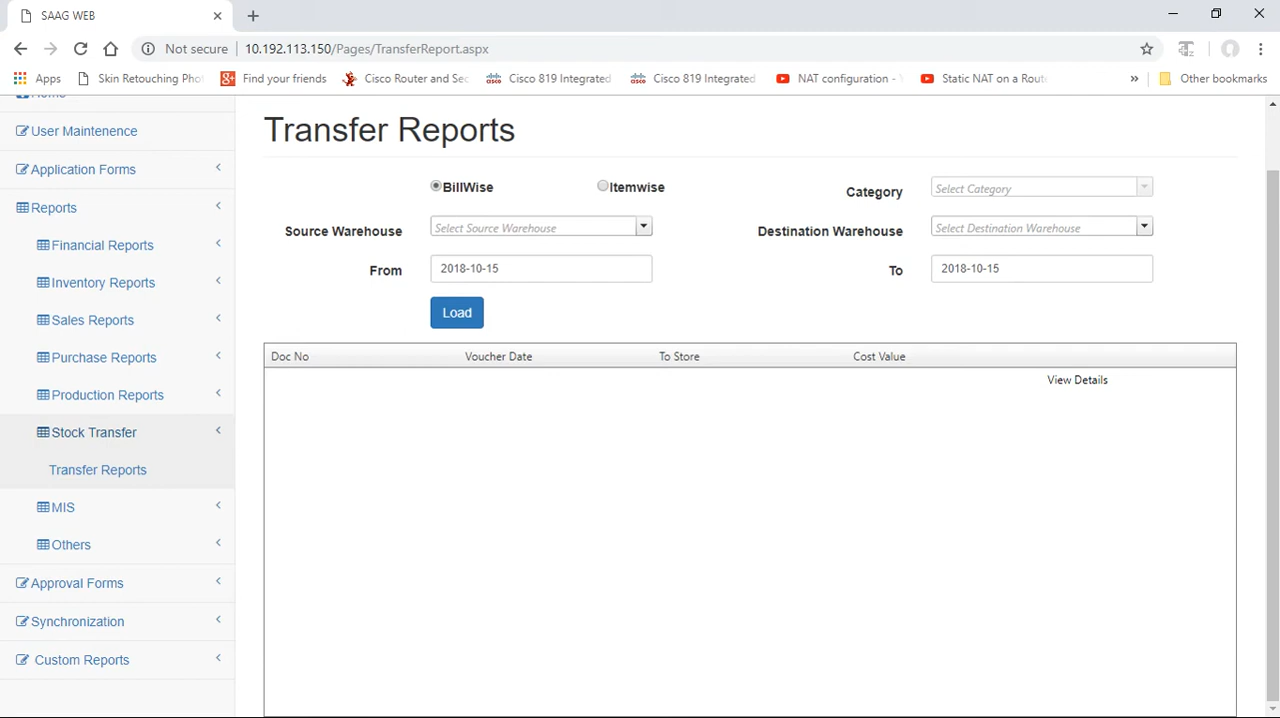 SAAG WEB
Not secure 10.192.113.150/Pages/TransferReport.aspx
Apps Skin Retouching Pho Find your friends Cisco Router and Sec Cisco 819 Integrated Cisco 819 Integrated NAT configuration - Static NAT on a Route » Other bookmarks
Home
User Maintenence
Application Forms
Reports
Financial Reports
Inventory Reports
Sales Reports
Purchase Reports
Production Reports
Stock Transfer
Transfer Reports
MIS
Others
Approval Forms
Synchronization
Custom Reports
Transfer Reports
BillWise Itemwise Category Select Category
Source Warehouse Select Source Warehouse Destination Warehouse Select Destination Warehouse
From 2018-10-15 To 2018-10-15
Load
Doc No Voucher Date To Store Cost Value
View Details